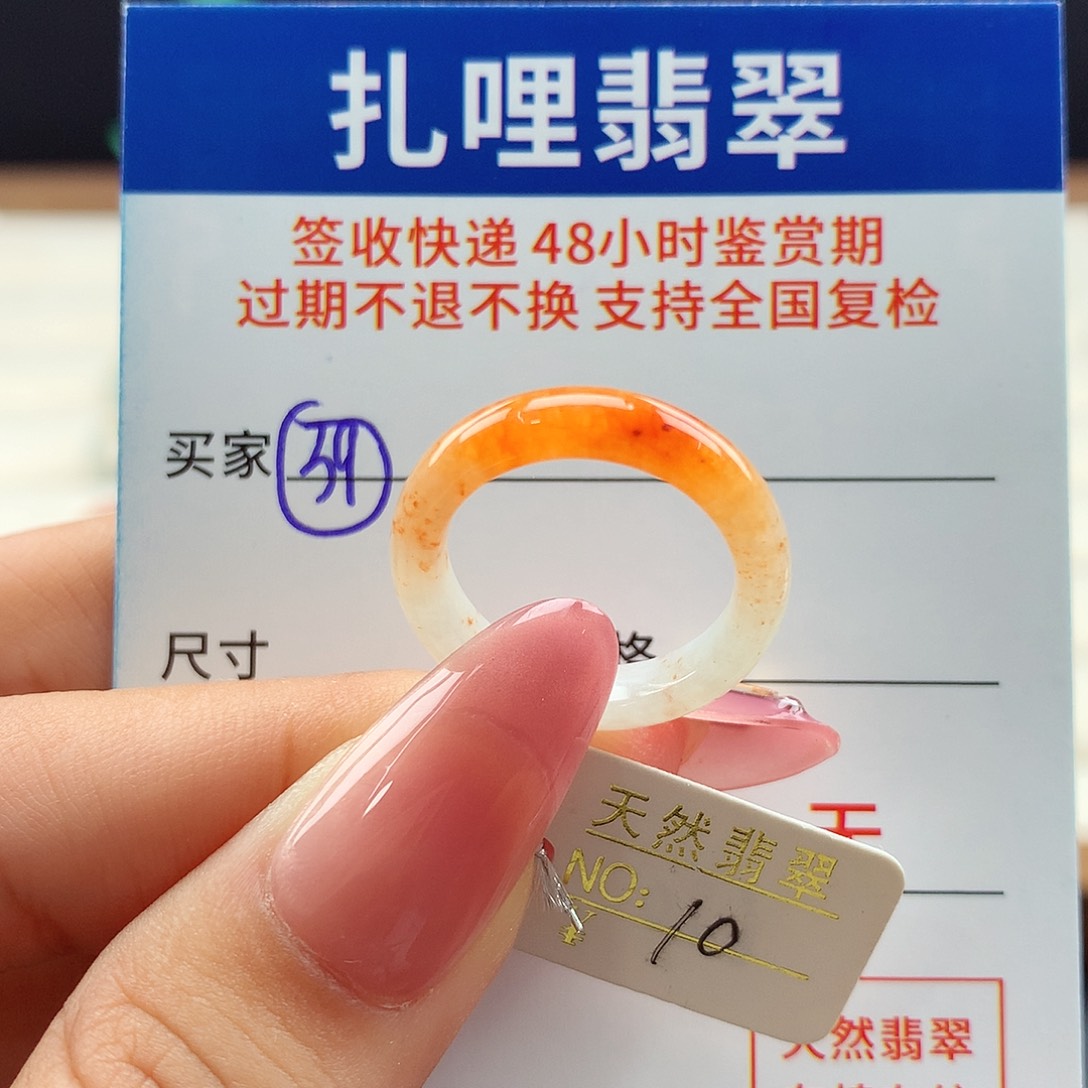 扎哩翡翠
签收快递 48小时鉴赏期
过期不退不换 支持全国复检
买家 39
尺寸 格
天然翡翠
NO:
¥ 10
然翡翠